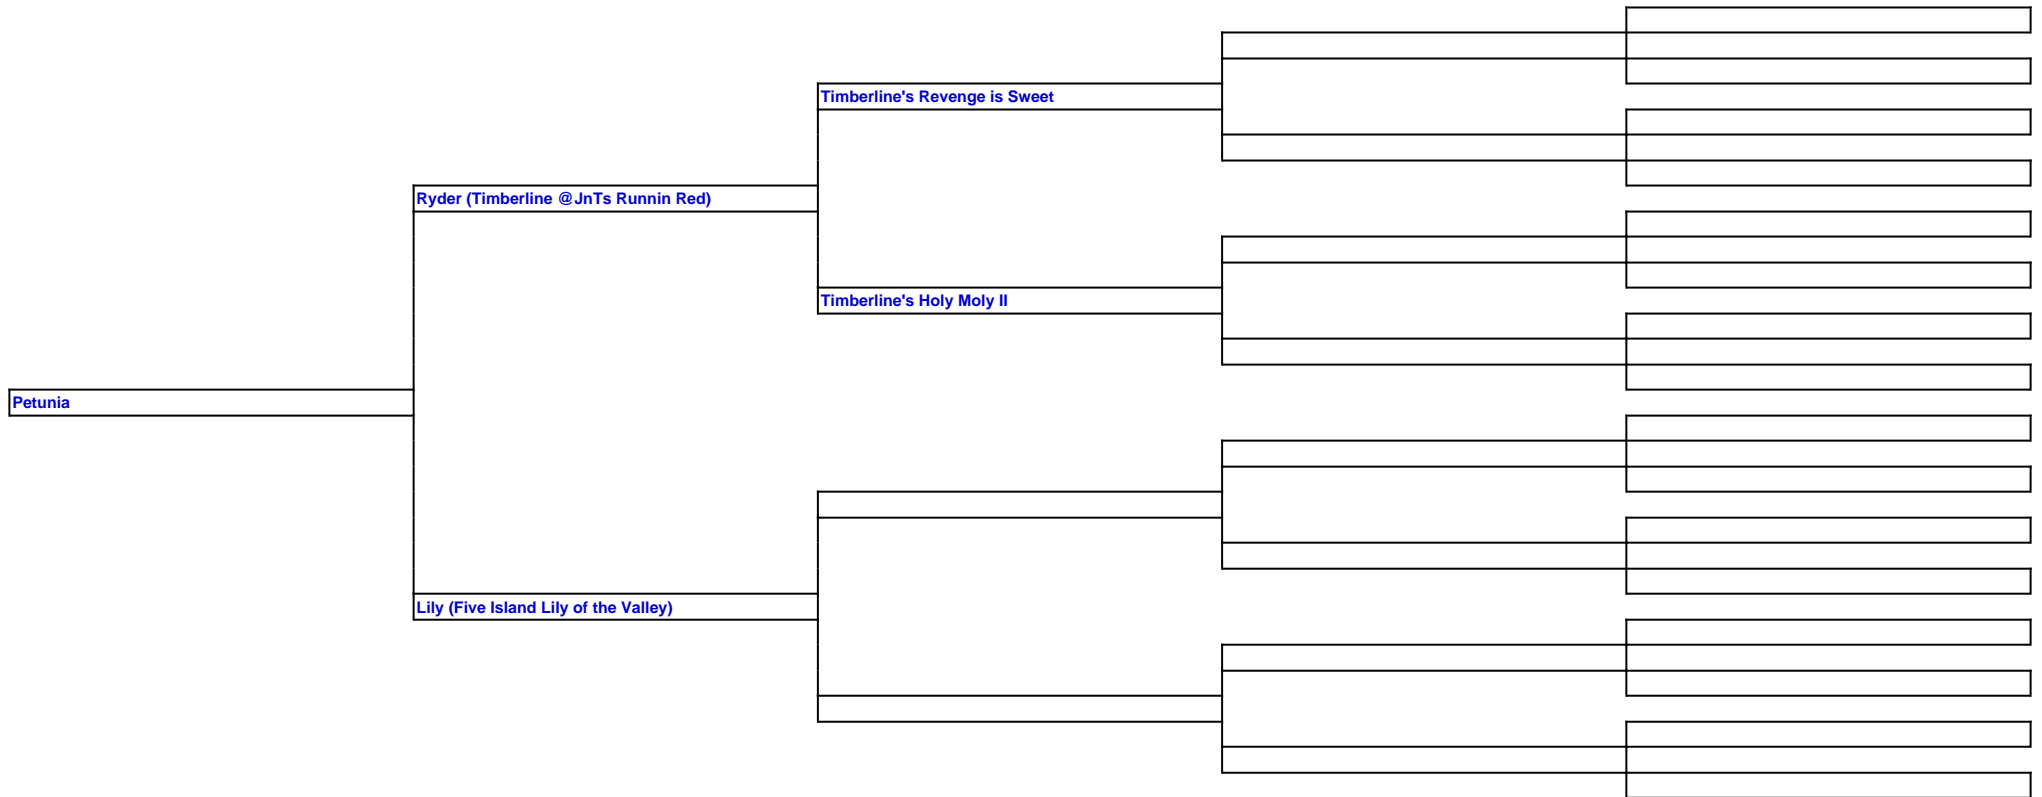 Timberline's Revenge is Sweet
Ryder (Timberline @JnTs Runnin Red)
Timberline's Holy Moly II
Petunia
Lily (Five Island Lily of the Valley)